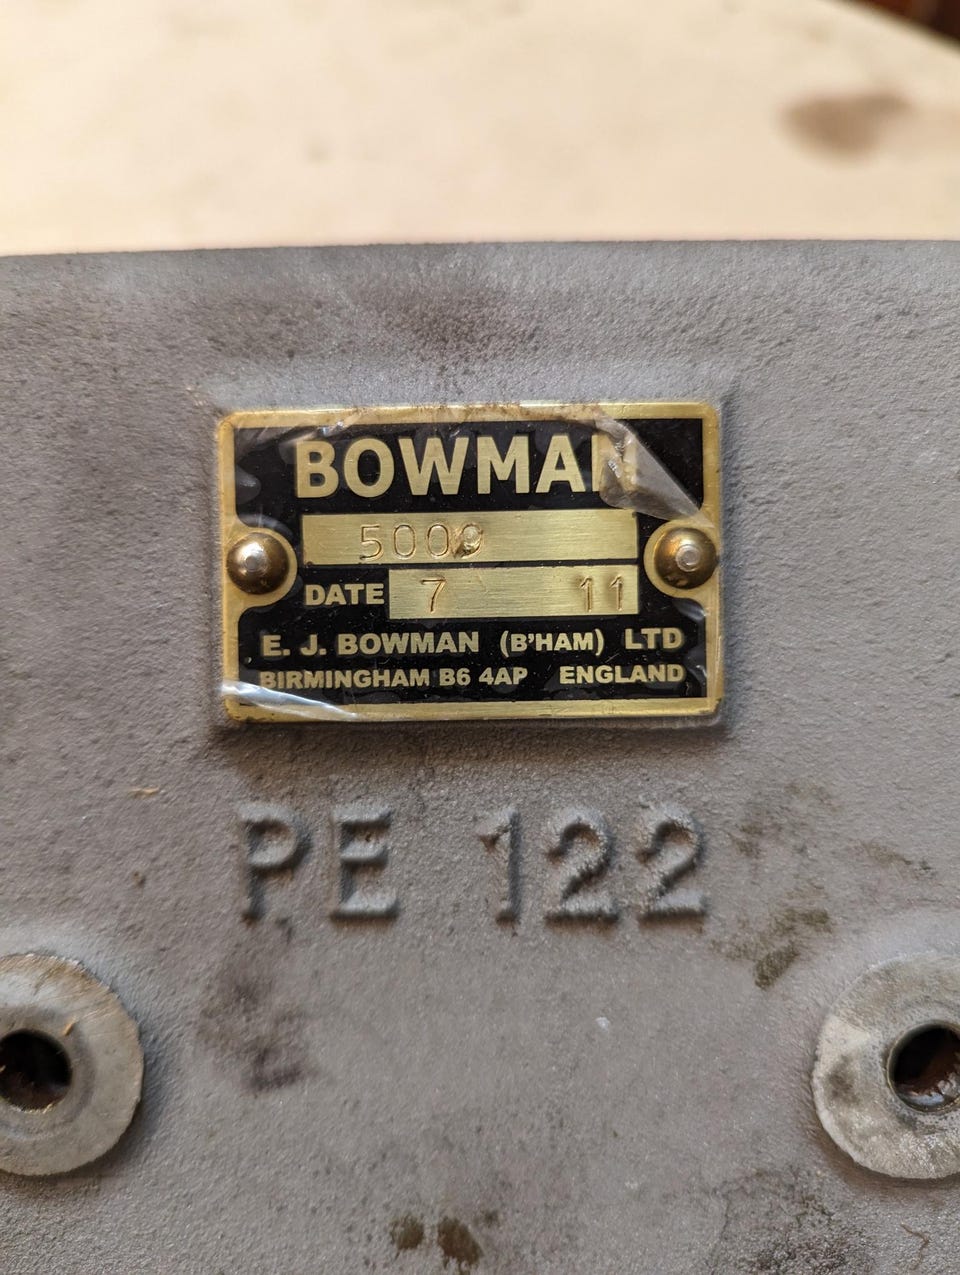 BOWMAN
5009
DATE 7 11
E. J. BOWMAN (B'HAM) LTD
BIRMINGHAM B6 4AP ENGLAND
PE 122